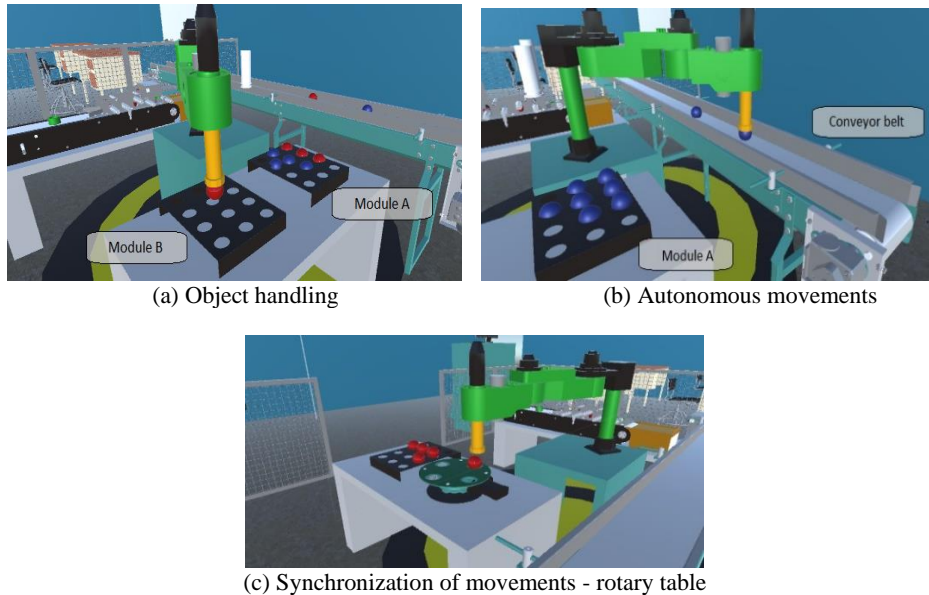 Module A
Module B
(a) Object handling
Conveyor belt
Module A
(b) Autonomous movements
(c) Synchronization of movements - rotary table